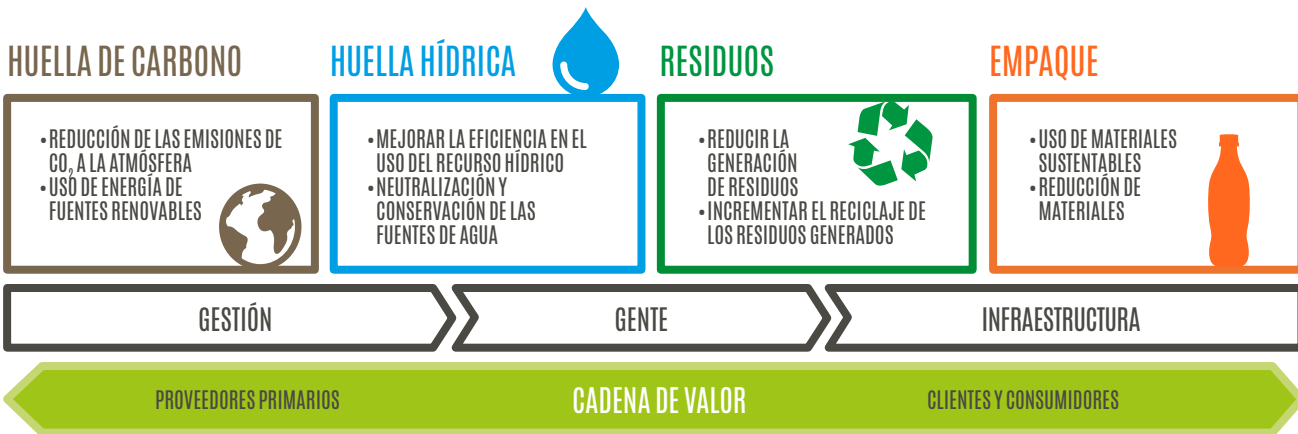 HUELLA DE CARBONO
• REDUCCIÓN DE LAS EMISIONES DE
CO₂ A LA ATMÓSFERA
• USO DE ENERGÍA DE
FUENTES RENOVABLES
HUELLA HÍDRICA
• MEJORAR LA EFICIENCIA EN EL
USO DEL RECURSO HÍDRICO
• NEUTRALIZACIÓN Y
CONSERVACIÓN DE LAS
FUENTES DE AGUA
RESIDUOS
• REDUCIR LA
GENERACIÓN
DE RESIDUOS
• INCREMENTAR EL RECICLAJE DE
LOS RESIDUOS GENERADOS
EMPAQUE
• USO DE MATERIALES
SUSTENTABLES
• REDUCCIÓN DE
MATERIALES
GESTIÓN
GENTE
INFRAESTRUCTURA
PROVEEDORES PRIMARIOS
CADENA DE VALOR
CLIENTES Y CONSUMIDORES